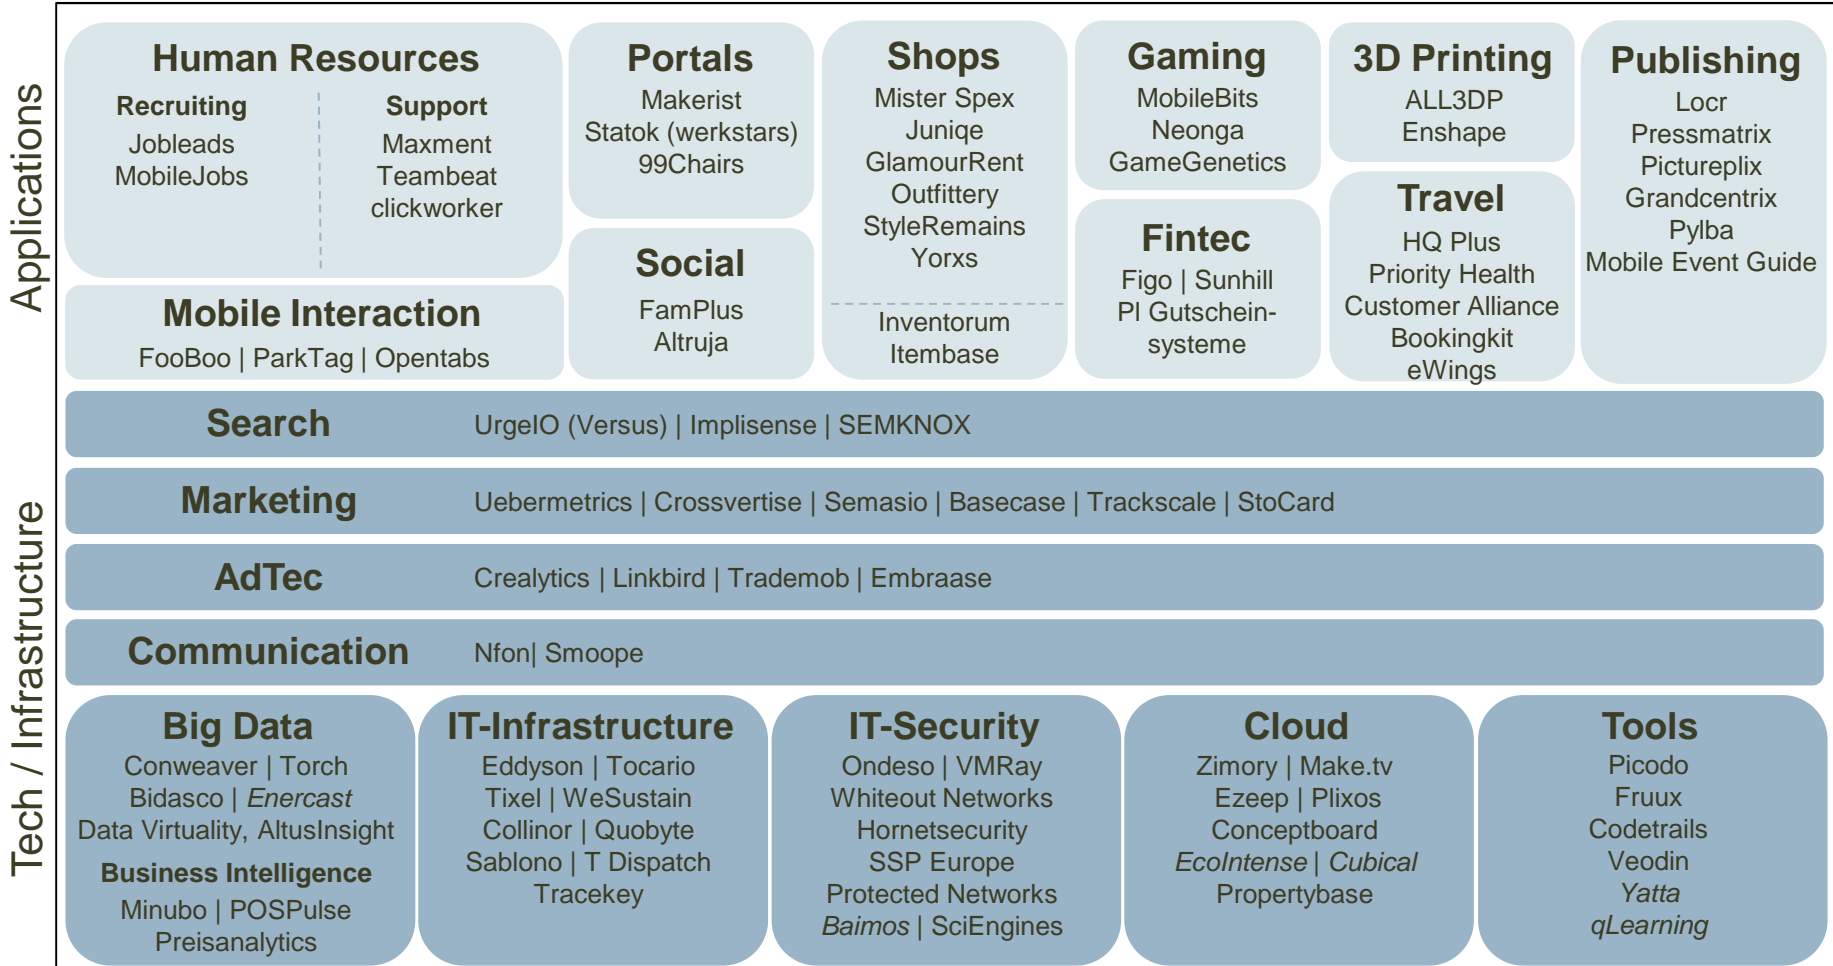 Applications
Human Resources
Recruiting
Jobleads
MobileJobs
Support
Maxment
Teambeat
clickworker
Mobile Interaction
FooBoo | ParkTag | Opentabs
Portals
Makerist
Statok (werkstars)
99Chairs
Social
FamPlus
Altruja
Shops
Mister Spex
Juniqe
GlamourRent
Outfittery
StyleRemains
Yorxs
Inventorum
Itembase
Gaming
MobileBits
Neonga
GameGenetics
Fintec
Figo | Sunhill
PI Gutschein-
systeme
3D Printing
ALL3DP
Enshape
Travel
HQ Plus
Priority Health
Customer Alliance
Bookingkit
eWings
Publishing
Locr
Pressmatrix
Pictureplix
Grandcentrix
Pylba
Mobile Event Guide
Tech / Infrastructure
Search UrgeIO (Versus) | Implisense | SEMKNOX
Marketing Uebermetrics | Crossvertise | Semasio | Basecase | Trackscale | StoCard
AdTec Crealytics | Linkbird | Trademob | Embraase
Communication Nfon| Smoope
Big Data
Conweaver | Torch
Bidasco | Enercast
Data Virtuality, AltusInsight
Business Intelligence
Minubo | POSPulse
Preisanalytics
IT-Infrastructure
Eddyson | Tocario
Tixel | WeSustain
Collinor | Quobyte
Sablono | T Dispatch
Tracekey
IT-Security
Ondeso | VMRay
Whiteout Networks
Hornetsecurity
SSP Europe
Protected Networks
Baimos | SciEngines
Cloud
Zimory | Make.tv
Ezeep | Plixos
Conceptboard
EcoIntense | Cubical
Propertybase
Tools
Picodo
Fruux
Codetrails
Veodin
Yatta
qLearning